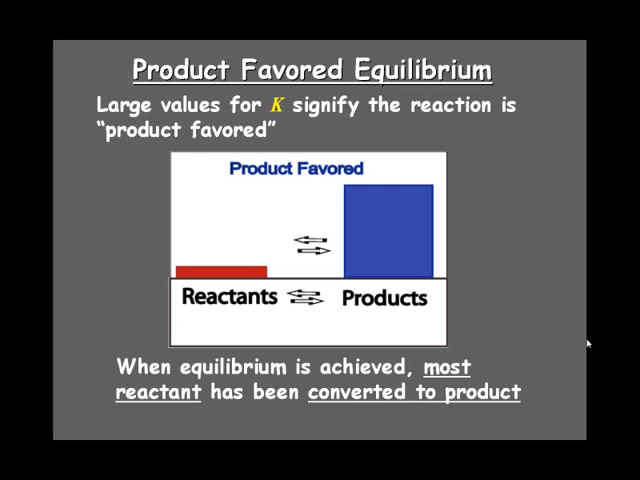 Product Favored Equilibrium
Large values for K signify the reaction is
“product favored”
Product Favored
Reactants
Products
When equilibrium is achieved, most
reactant has been converted to product